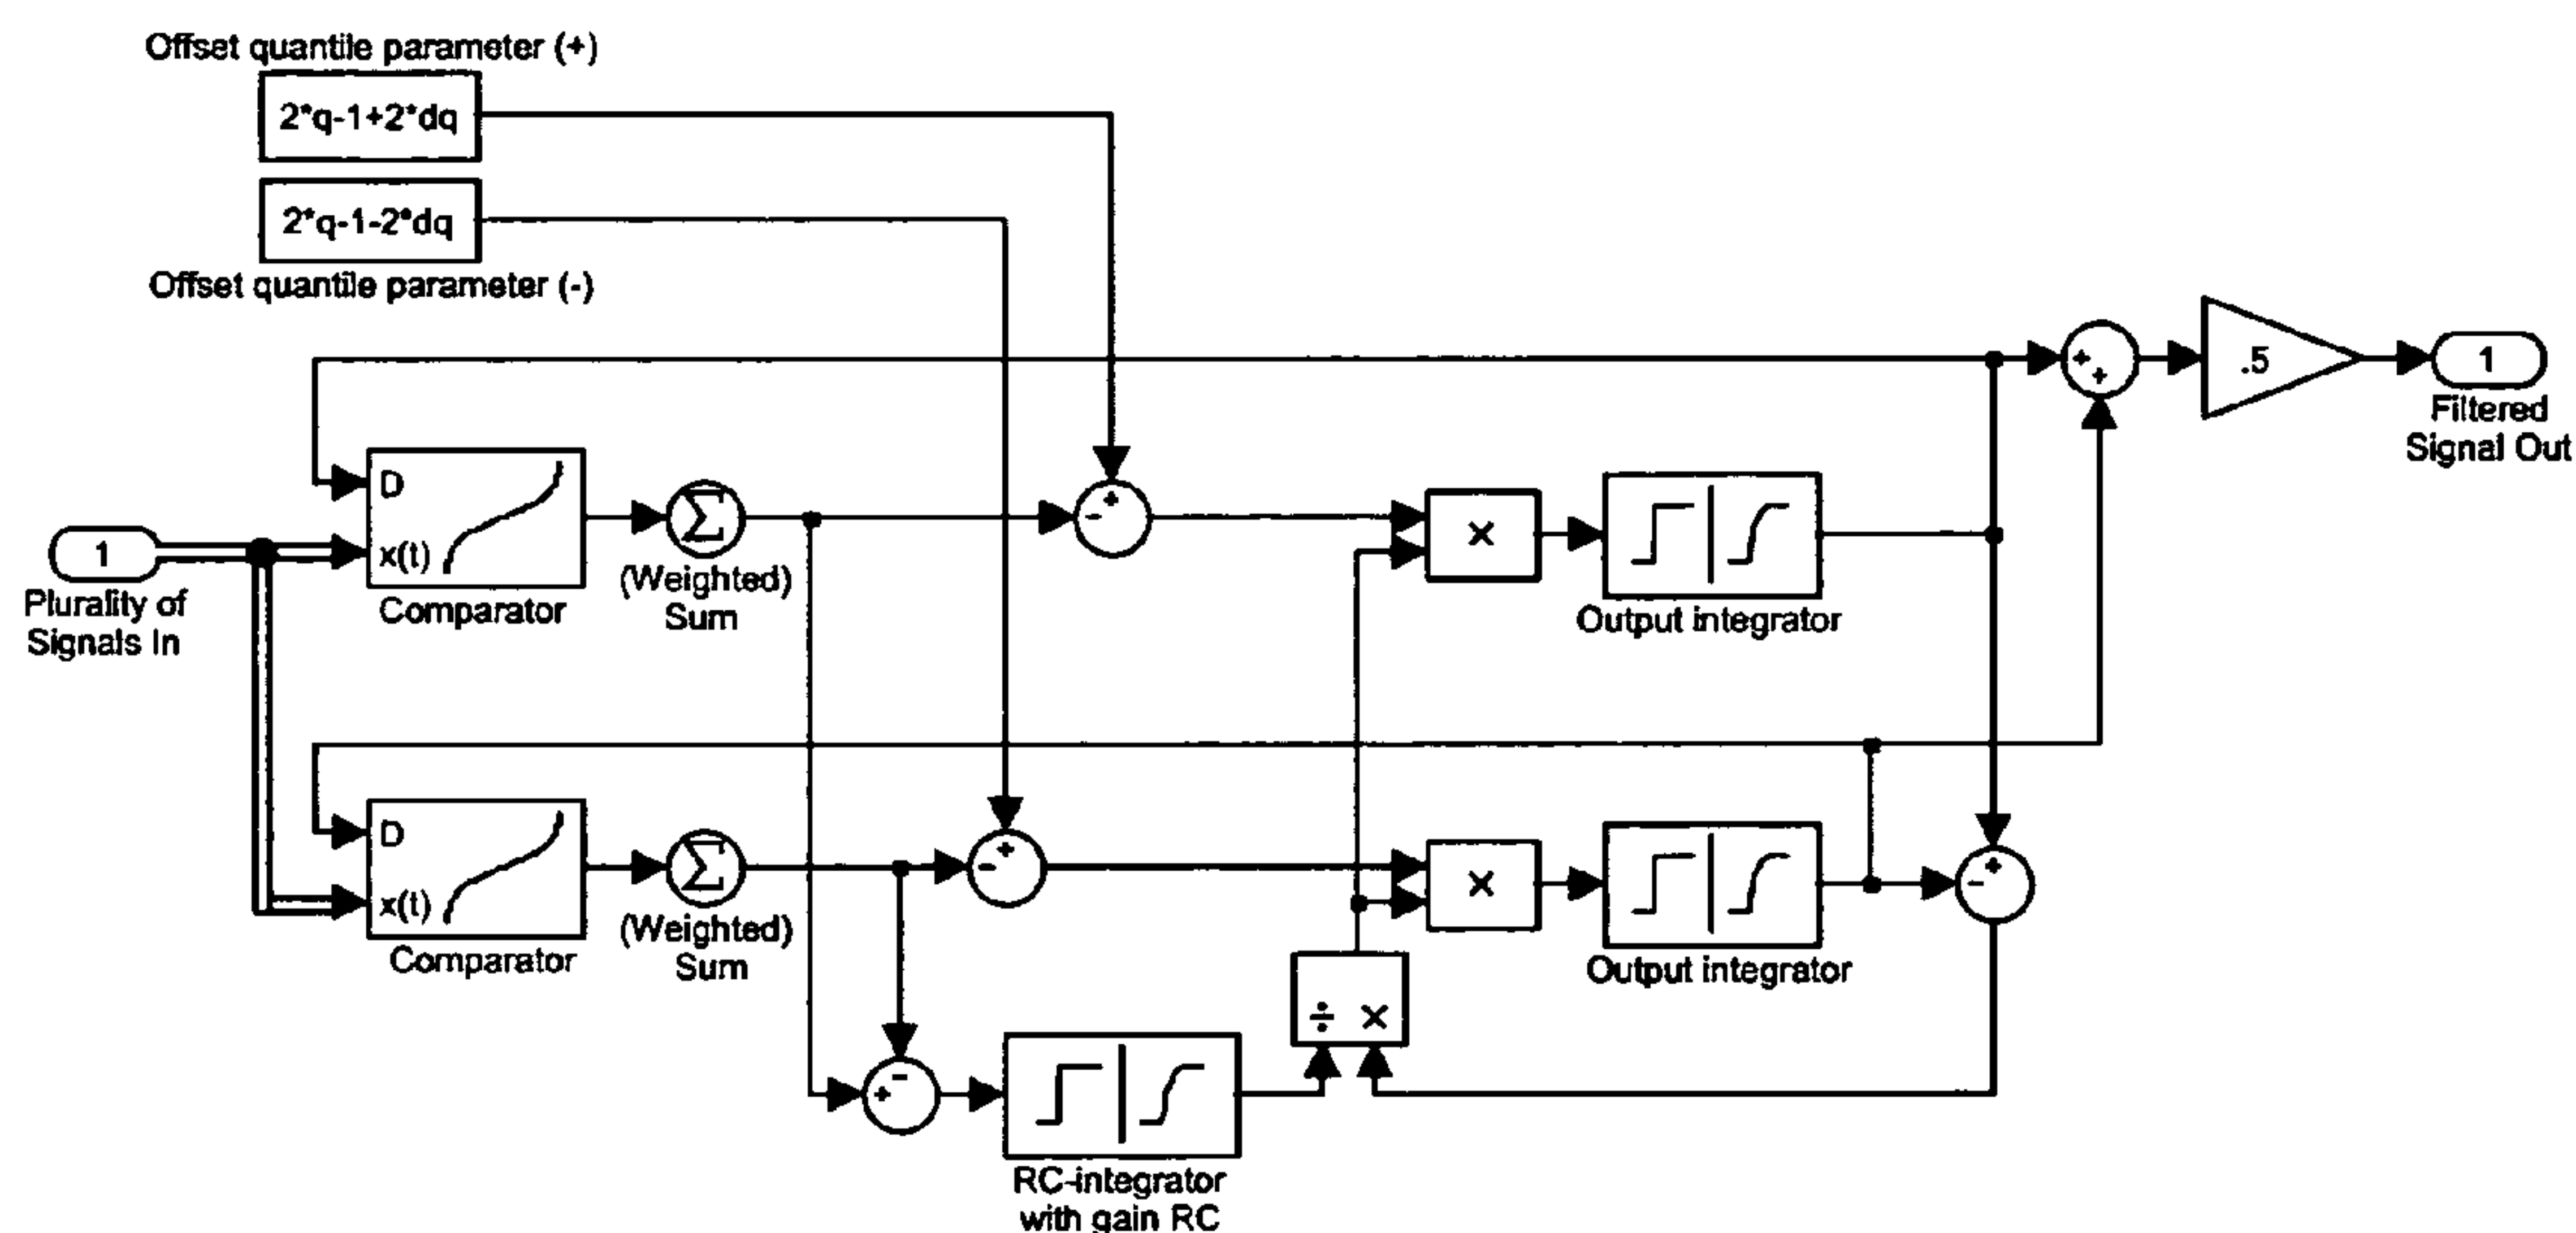 Offset quantile parameter (+)
2*q-1+2*dq
2*q-1-2*dq
Offset quantile parameter (-)
+
+
.5
1
Filtered
Signal Out
D
x(t)
Comparator
Σ
(Weighted)
Sum
+
-
×
Output integrator
1
Plurality of
Signals In
D
x(t)
Comparator
Σ
(Weighted)
Sum
+
-
×
Output integrator
+
-
÷ ×
-
+
RC-integrator
with gain RC